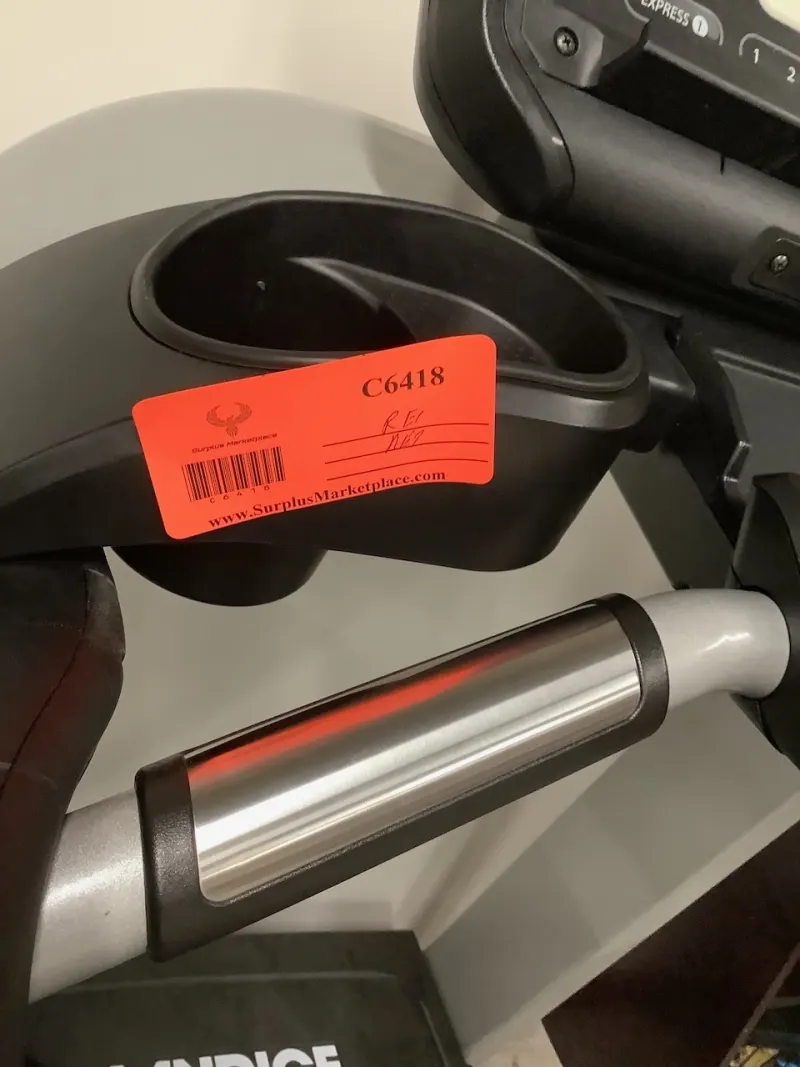 EXPRESS
1 2
C6418
Surplus Marketplace
C6418
www.SurplusMarketplace.com